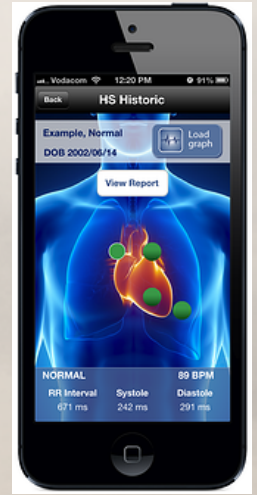 Vodacom 12:20 PM 91%
Back HS Historic
Example, Normal
DOB 2002/06/14
Load
graph
View Report
NORMAL 89 BPM
RR Interval Systole Diastole
671 ms 242 ms 291 ms